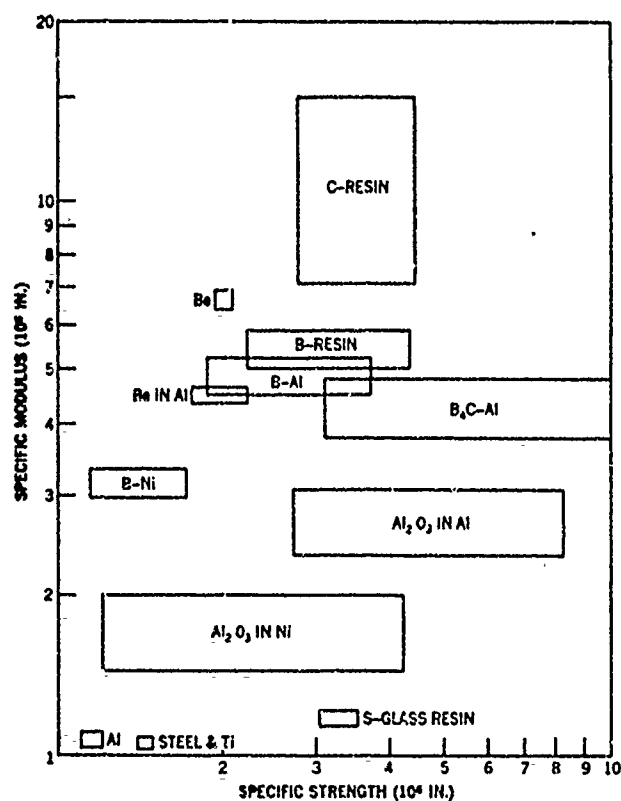 20
10
9
8
7
6
5
4
3
2
1
SPECIFIC MODULUS (10⁶ IN.)
C-RESIN
Be
B-RESIN
B-Al
Be IN Al
B₄C-Al
B-Ni
Al₂O₃ IN Al
Al₂O₃ IN Ni
S-GLASS RESIN
Al
STEEL & Ti
1
2
3
4
5
6
7
8
9
10
SPECIFIC STRENGTH (10⁶ IN.)